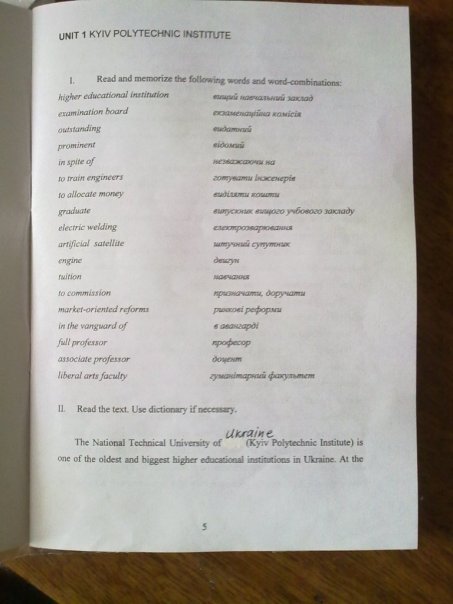 UNIT 1 KYIV POLYTECHNIC INSTITUTE
I. Read and memorize the following words and word-combinations:
higher educational institution вищий навчальний заклад
examination board екзаменаційна комісія
outstanding видатний
prominent відомий
in spite of незважаючи на
to train engineers готувати інженерів
to allocate money виділяти кошти
graduate випускник вищого учбового закладу
electric welding електрозварювання
artificial satellite штучний супутник
engine двигун
tuition навчання
to commission призначати, доручати
market-oriented reforms ринкові реформи
in the vanguard of в авангарді
full professor професор
associate professor доцент
liberal arts faculty гуманітарний факультет
II. Read the text. Use dictionary if necessary.
Ukraine
The National Technical University of (Kyiv Polytechnic Institute) is
one of the oldest and biggest higher educational institutions in Ukraine. At the
5